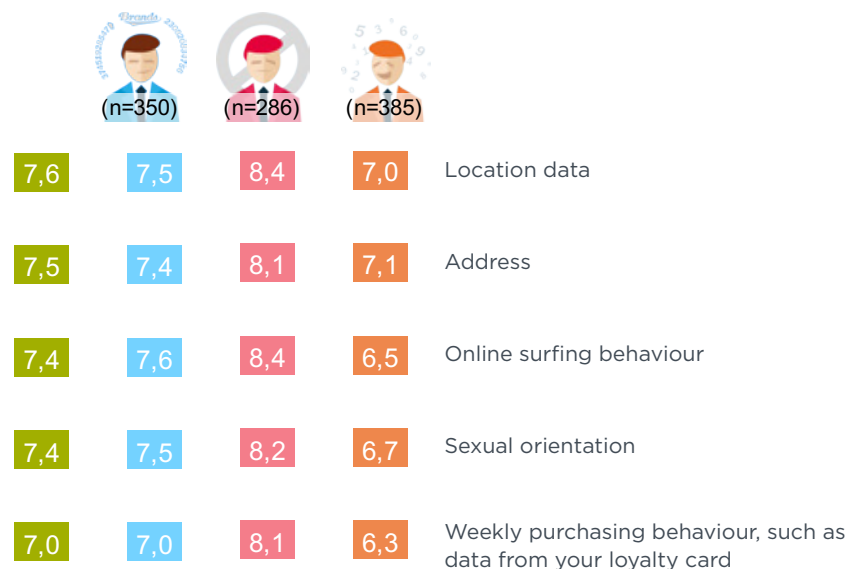 Brands
(n=350) (n=286) (n=385)
7,6 7,5 8,4 7,0 Location data
7,5 7,4 8,1 7,1 Address
7,4 7,6 8,4 6,5 Online surfing behaviour
7,4 7,5 8,2 6,7 Sexual orientation
7,0 7,0 8,1 6,3 Weekly purchasing behaviour, such as
data from your loyalty card